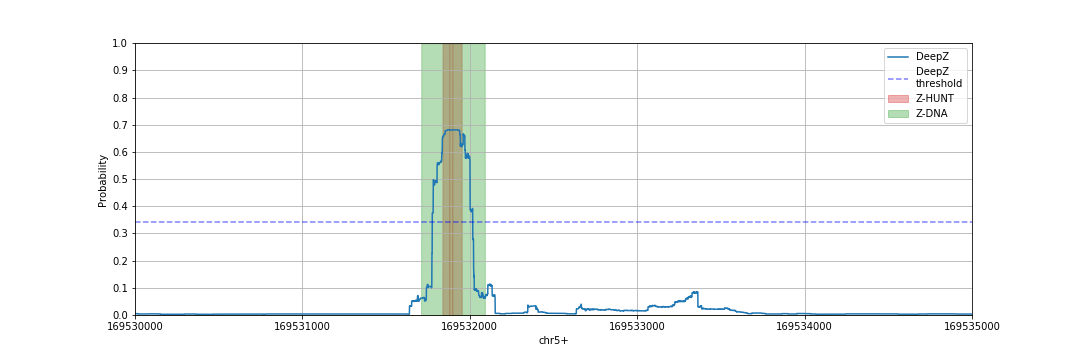 1.0
0.9
0.8
0.7
0.6
0.5
0.4
0.3
0.2
0.1
0.0
Probability
169530000 169531000 169532000 169533000 169534000 169535000
chr5+
DeepZ
DeepZ
threshold
Z-HUNT
Z-DNA